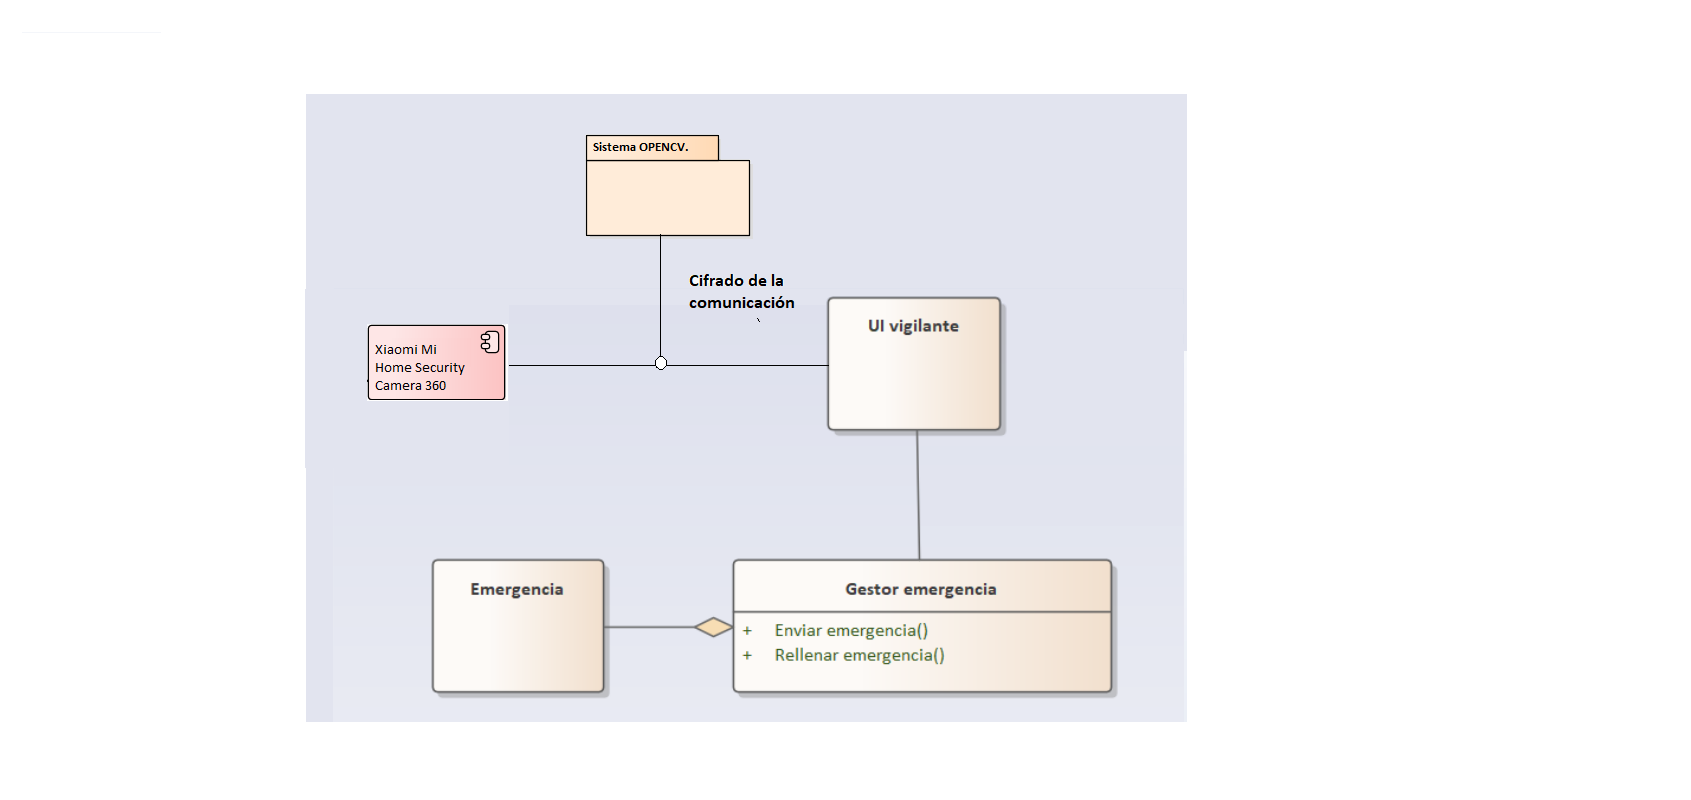 Sistema OPENCV.
Cifrado de la
comunicación
UI vigilante
Xiaomi Mi
Home Security
Camera 360
Emergencia
Gestor emergencia
+ Enviar emergencia()
+ Rellenar emergencia()